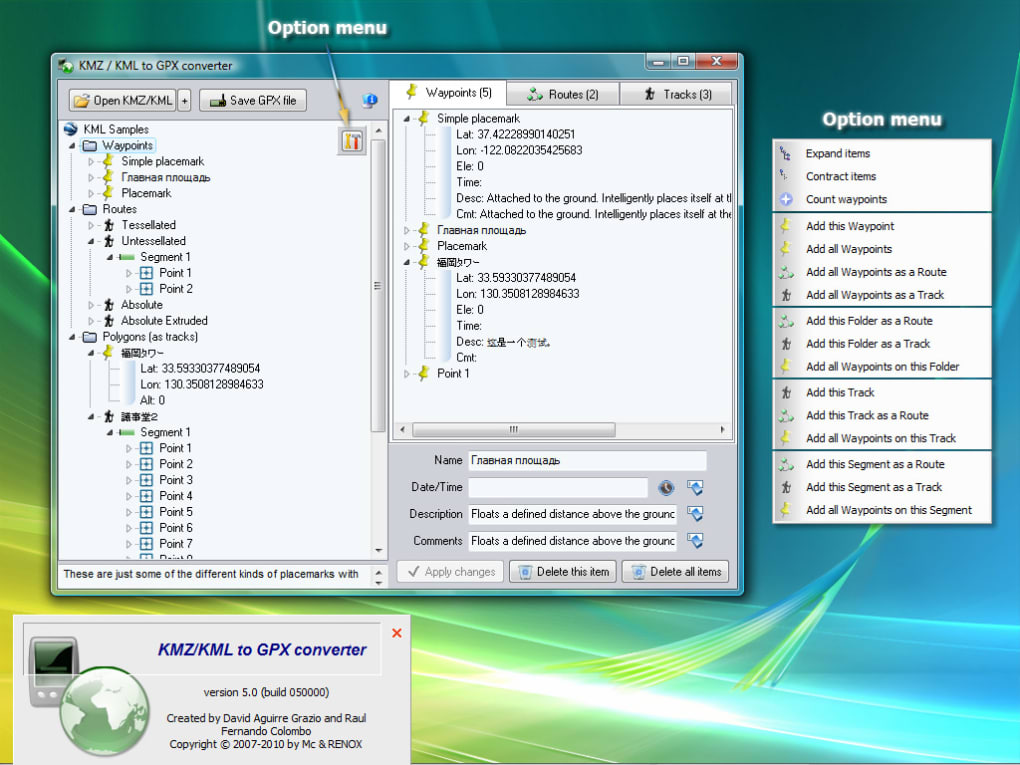 Option menu
KMZ / KML to GPX converter
Open KMZ/KML
+
Save GPX file
KML Samples
Waypoints
Simple placemark
Главная площадь
Placemark
Routes
Tessellated
Untessellated
Segment 1
Point 1
Point 2
Absolute
Absolute Extruded
Polygons (as tracks)
福岡タワー
Lat: 33.59330377489054
Lon: 130.3508128984633
Alt: 0
議事堂2
Segment 1
Point 1
Point 2
Point 3
Point 4
Point 5
Point 6
Point 7
These are just some of the different kinds of placemarks with
Waypoints (5)
Routes (2)
Tracks (3)
Simple placemark
Lat: 37.42228990140251
Lon: -122.0822035425683
Ele: 0
Time:
Desc: Attached to the ground. Intelligently places itself at th
Cmt: Attached to the ground. Intelligently places itself at the
Главная площадь
Placemark
福岡タワー
Lat: 33.59330377489054
Lon: 130.3508128984633
Ele: 0
Time:
Desc: 这是一个测试。
Cmt:
Point 1
Name Главная площадь
Date/Time
Description Floats a defined distance above the ground
Comments Floats a defined distance above the ground
Apply changes
Delete this item
Delete all items
Option menu
Expand items
Contract items
Count waypoints
Add this Waypoint
Add all Waypoints
Add all Waypoints as a Route
Add all Waypoints as a Track
Add this Folder as a Route
Add this Folder as a Track
Add all Waypoints on this Folder
Add this Track
Add this Track as a Route
Add all Waypoints on this Track
Add this Segment as a Route
Add this Segment as a Track
Add all Waypoints on this Segment
KMZ/KML to GPX converter
version 5.0 (build 050000)
Created by David Aguirre Grazio and Raul
Fernando Colombo
Copyright © 2007-2010 by Mc & RENOX